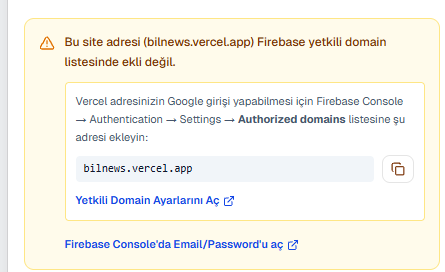 Bu site adresi (bilnews.vercel.app) Firebase yetkili domain
listesinde ekli değil.
Vercel adresinizin Google girişi yapabilmesi için Firebase Console
→ Authentication → Settings → Authorized domains listesine şu
adresi ekleyin:
bilnews.vercel.app
Yetkili Domain Ayarlarını Aç
Firebase Console'da Email/Password'u aç